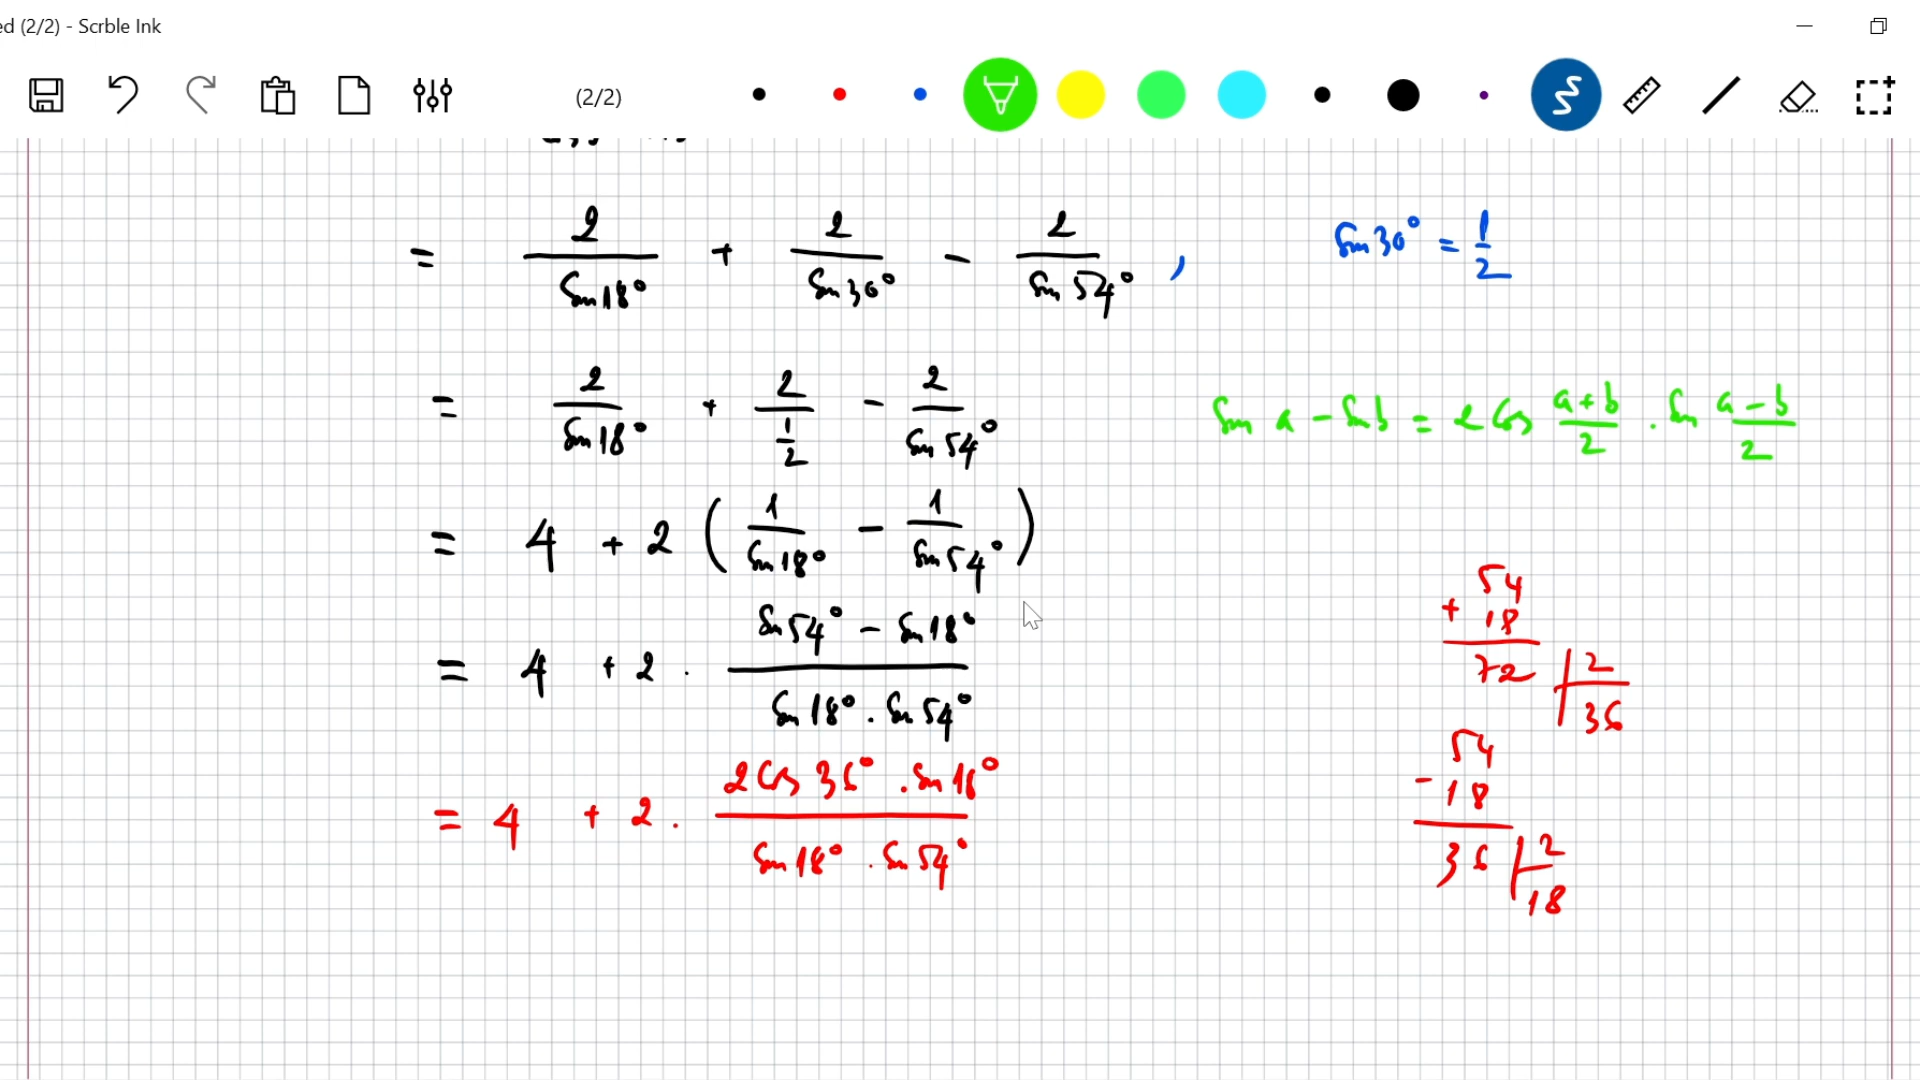 ed (2/2) - Scrble Ink
(2/2)
= 2/sin18° + 2/sin30° - 2/sin54° , sin30° = 1/2
= 2/sin18° + 2/(1/2) - 2/sin54° sin a - sin b = 2 cos (a+b)/2 . sin (a-b)/2
= 4 + 2 ( 1/sin18° - 1/sin54° )
= 4 + 2 . (sin54° - sin18°)/(sin18° . sin54°)
= 4 + 2 . (2cos36° . sin18°)/(sin18° . sin54°)
54
+ 18
72 | 2
36
54
- 18
36 | 2
18